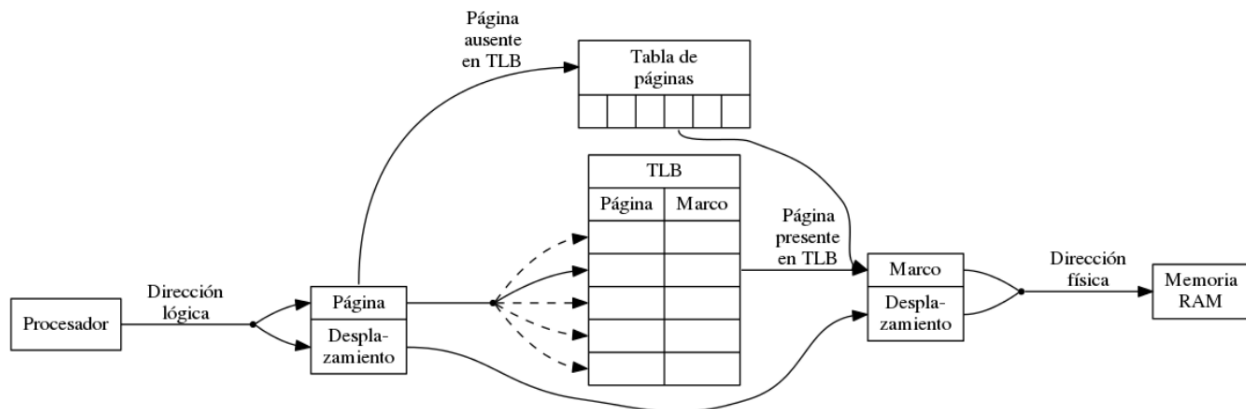 Página
ausente
en TLB
Tabla de
páginas
TLB
Página Marco
Página
presente
en TLB
Procesador
Dirección
lógica
Página
Despla-
zamiento
Marco
Despla-
zamiento
Dirección
física
Memoria
RAM